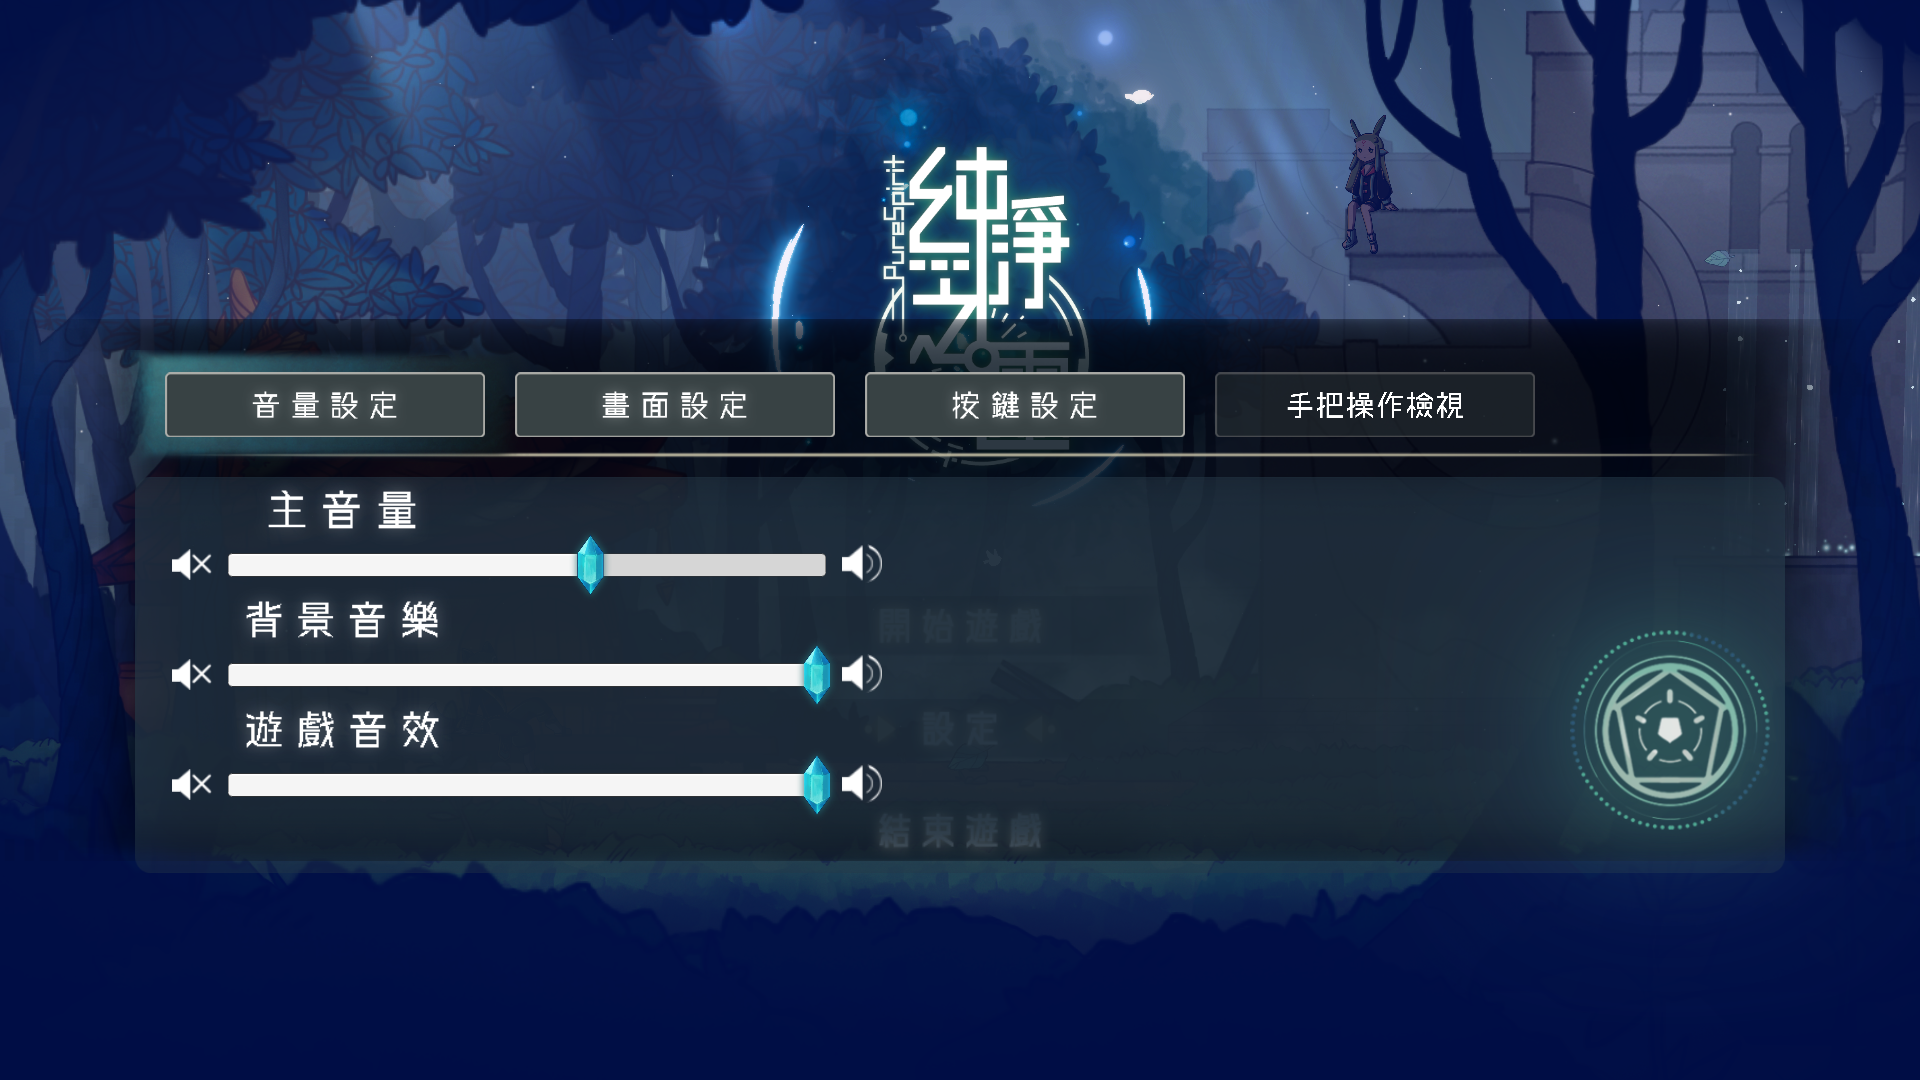 PureSpirit
純淨
音量設定
畫面設定
按鍵設定
手把操作檢視
主音量
背景音樂
開始遊戲
設定
遊戲音效
結束遊戲